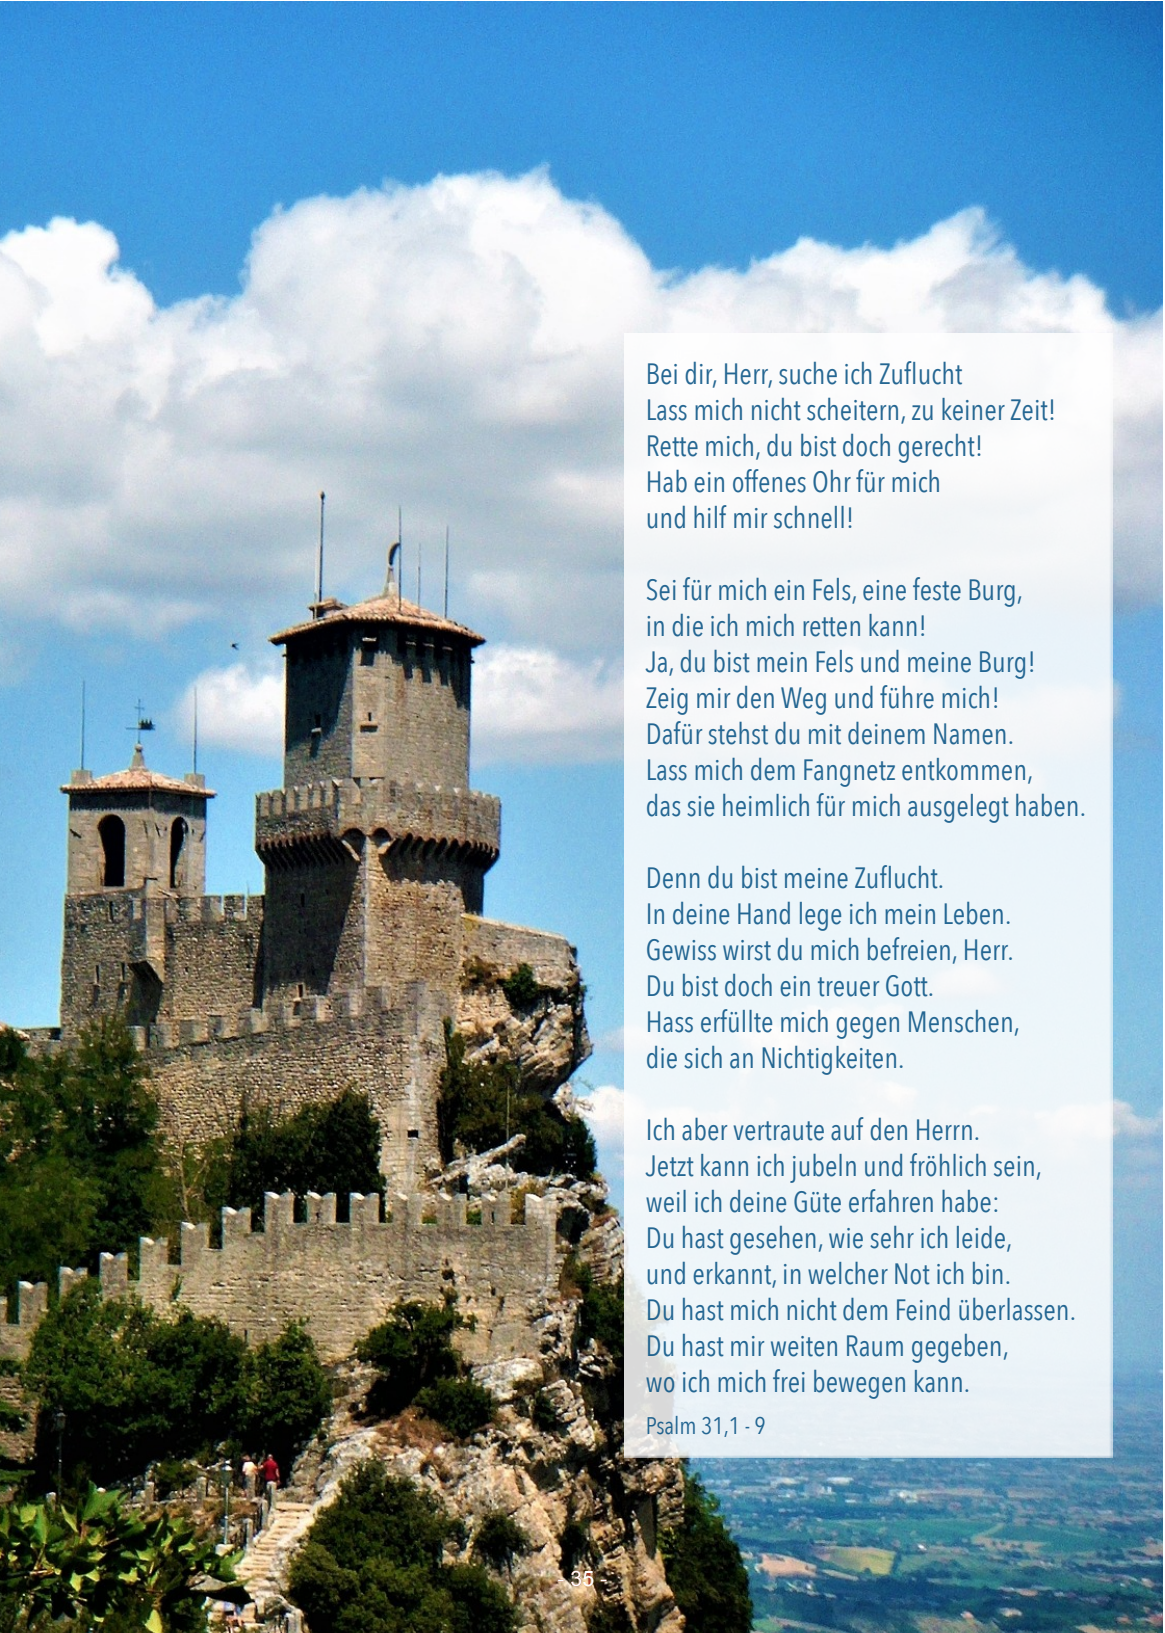 Bei dir, Herr, suche ich Zuflucht
Lass mich nicht scheitern, zu keiner Zeit!
Rette mich, du bist doch gerecht!
Hab ein offenes Ohr für mich
und hilf mir schnell!

Sei für mich ein Fels, eine feste Burg,
in die ich mich retten kann!
Ja, du bist mein Fels und meine Burg!
Zeig mir den Weg und führe mich!
Dafür stehst du mit deinem Namen.
Lass mich dem Fangnetz entkommen,
das sie heimlich für mich ausgelegt haben.

Denn du bist meine Zuflucht.
In deine Hand lege ich mein Leben.
Gewiss wirst du mich befreien, Herr.
Du bist doch ein treuer Gott.
Hass erfüllte mich gegen Menschen,
die sich an Nichtigkeiten.

Ich aber vertraute auf den Herrn.
Jetzt kann ich jubeln und fröhlich sein,
weil ich deine Güte erfahren habe:
Du hast gesehen, wie sehr ich leide,
und erkannt, in welcher Not ich bin.
Du hast mich nicht dem Feind überlassen.
Du hast mir weiten Raum gegeben,
wo ich mich frei bewegen kann.
Psalm 31,1 - 9
35